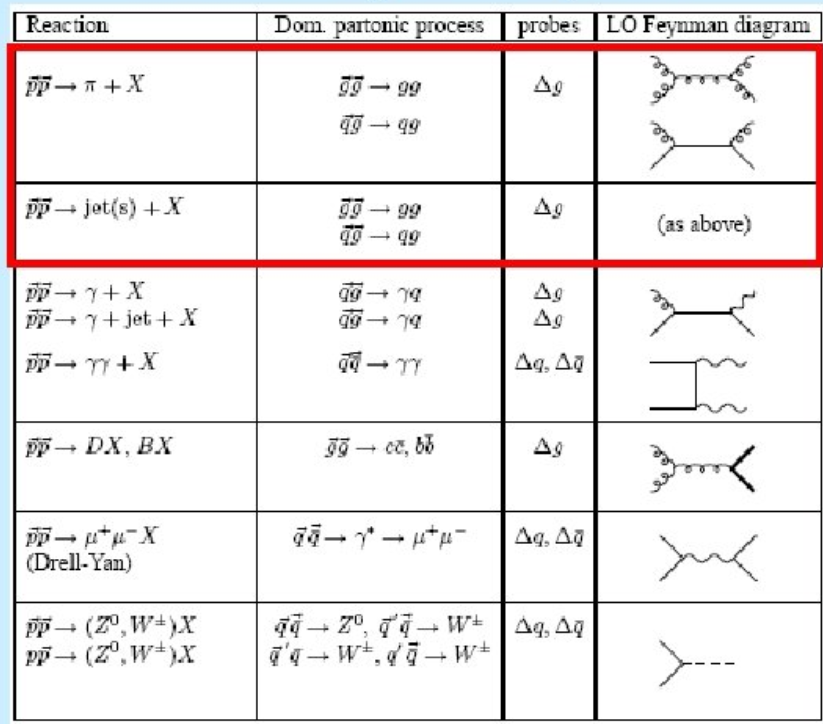 Reaction Dom. partonic process probes LO Feynman diagram
p⃗p⃗ → π + X g⃗g⃗ → gg Δg
q⃗g⃗ → qg
p⃗p⃗ → jet(s) + X g⃗g⃗ → gg Δg (as above)
q⃗g⃗ → qg
p⃗p⃗ → γ + X q⃗g⃗ → γq Δg
p⃗p⃗ → γ + jet + X q⃗g⃗ → γq Δg
p⃗p⃗ → γγ + X q⃗q̄⃗ → γγ Δq, Δq̄
p⃗p⃗ → DX, BX g⃗g⃗ → cc̄, bb̄ Δg
p⃗p⃗ → μ⁺μ⁻X q⃗q̄⃗ → γ* → μ⁺μ⁻ Δq, Δq̄
(Drell-Yan)
p⃗p⃗ → (Z⁰, W±)X q⃗q̄⃗ → Z⁰, q⃗′q̄⃗ → W± Δq, Δq̄
pp⃗ → (Z⁰, W±)X q⃗′q̄ → W±, q′q̄⃗ → W±